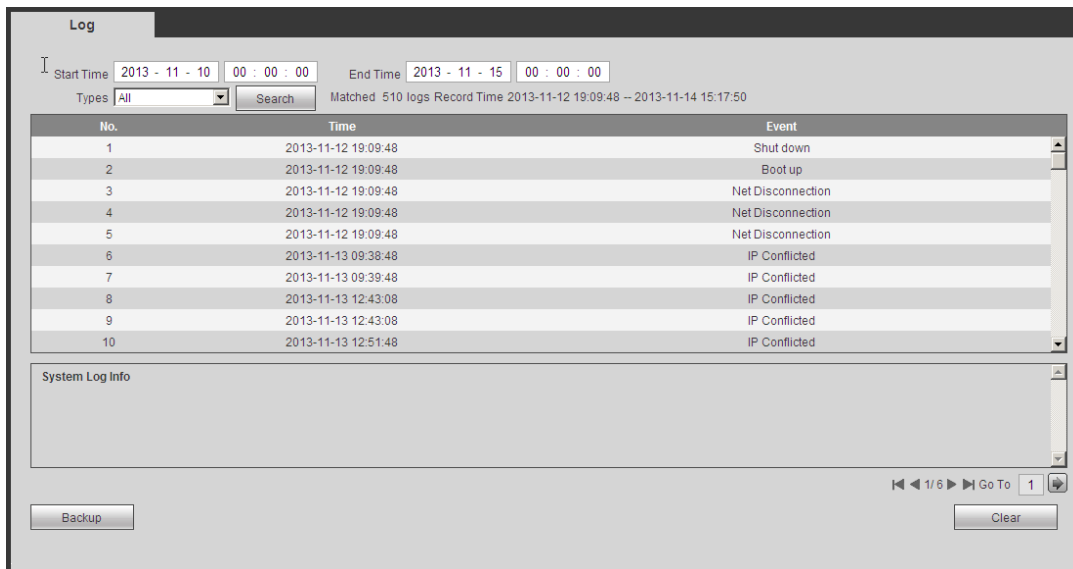 Log
Start Time 2013 - 11 - 10 00 : 00 : 00 End Time 2013 - 11 - 15 00 : 00 : 00
Types All Search Matched 510 logs Record Time 2013-11-12 19:09:48 -- 2013-11-14 15:17:50
No. Time Event
1 2013-11-12 19:09:48 Shut down
2 2013-11-12 19:09:48 Boot up
3 2013-11-12 19:09:48 Net Disconnection
4 2013-11-12 19:09:48 Net Disconnection
5 2013-11-12 19:09:48 Net Disconnection
6 2013-11-13 09:38:48 IP Conflicted
7 2013-11-13 09:39:48 IP Conflicted
8 2013-11-13 12:43:08 IP Conflicted
9 2013-11-13 12:43:08 IP Conflicted
10 2013-11-13 12:51:48 IP Conflicted
System Log Info
1/ 6 Go To 1
Backup Clear